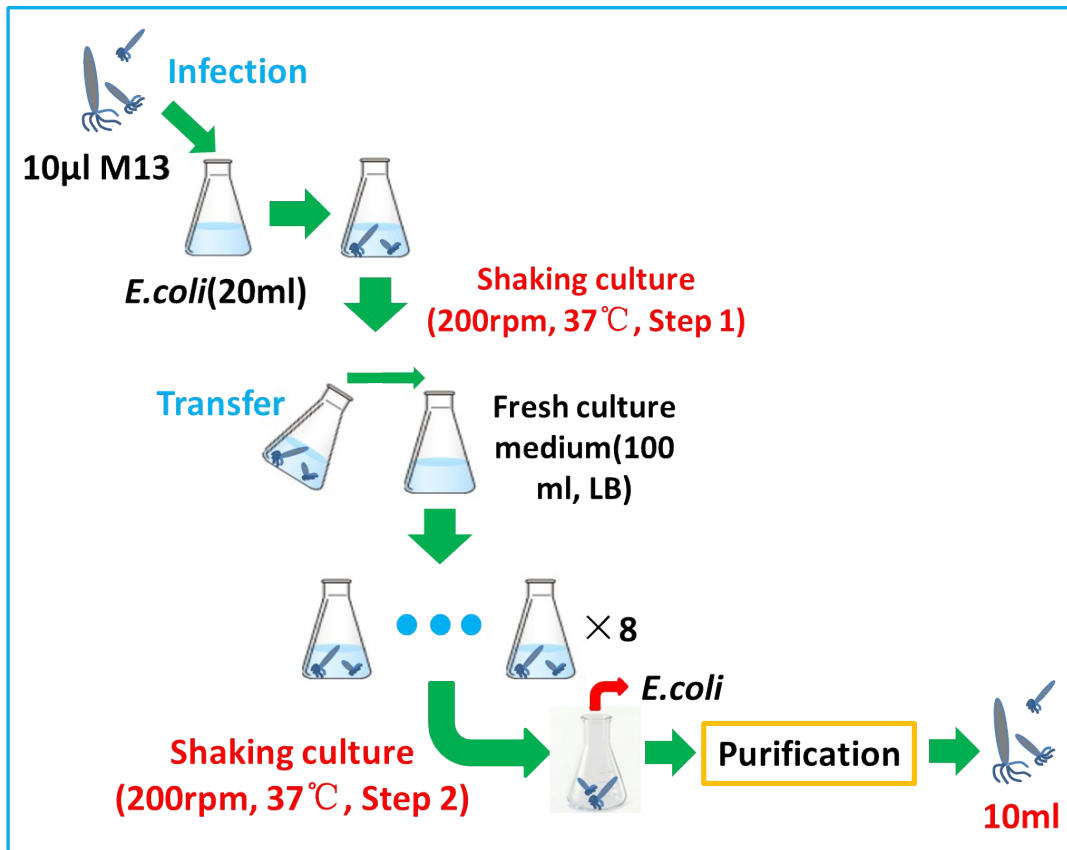 Infection
10μl M13
E.coli(20ml)
Shaking culture
(200rpm, 37℃, Step 1)
Transfer
Fresh culture
medium(100
ml, LB)
×8
E.coli
Shaking culture
(200rpm, 37℃, Step 2)
Purification
10ml